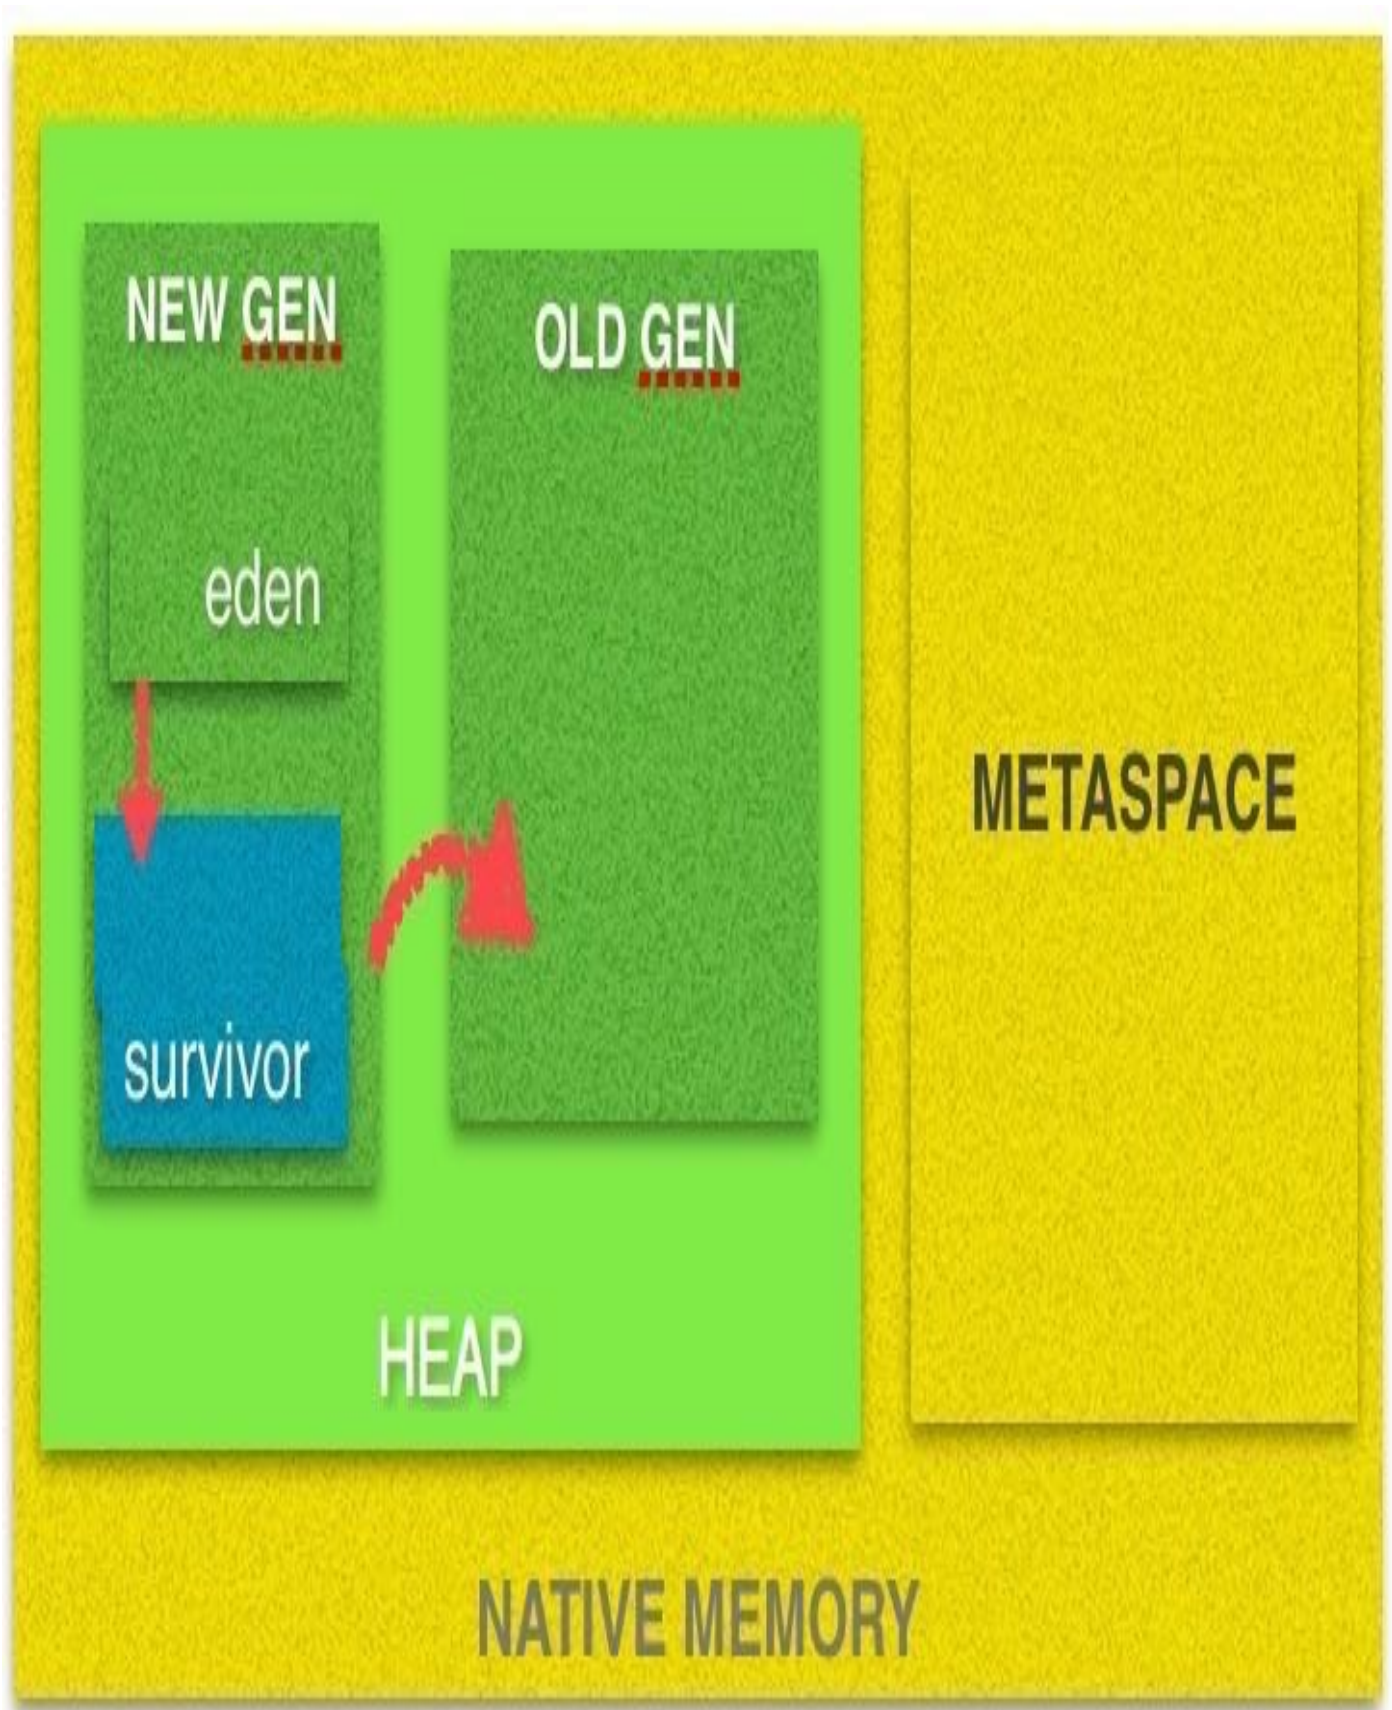 NEW GEN
OLD GEN
eden
METASPACE
survivor
HEAP
NATIVE MEMORY